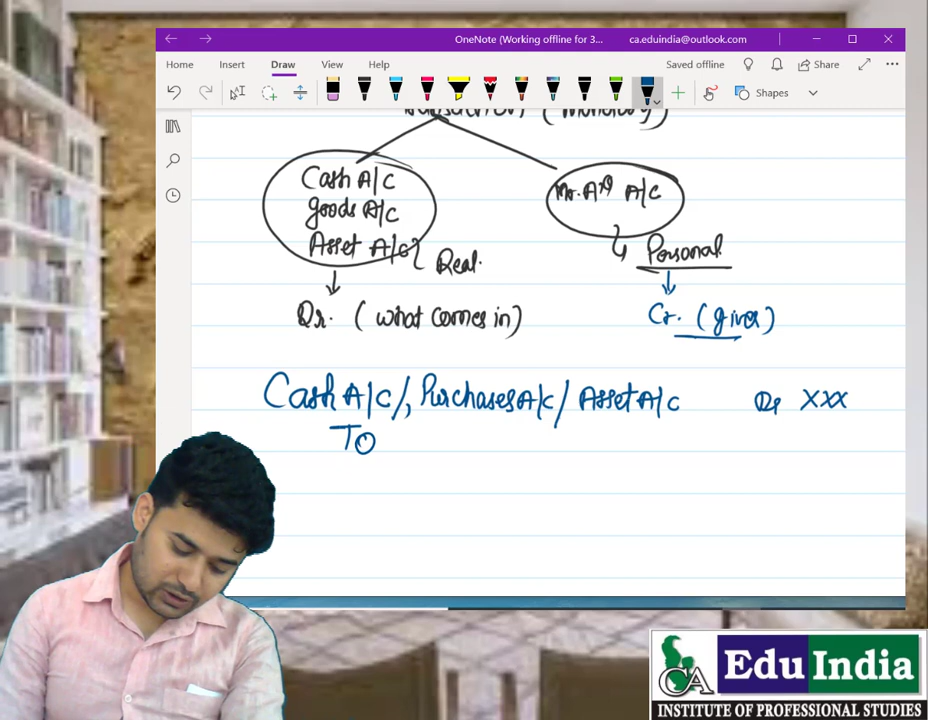 OneNote (Working offline for 3... ca.eduindia@outlook.com
Home Insert Draw View Help Saved offline Share
Shapes
Cash A/C
goods A/C
Asset A/C
Real.
A/C
Personal
Dr. (what comes in)
Cr. (giver)
Cash A/C/, Purchases A/C / Asset A/C Dr XXX
To
CA
Edu India
INSTITUTE OF PROFESSIONAL STUDIES